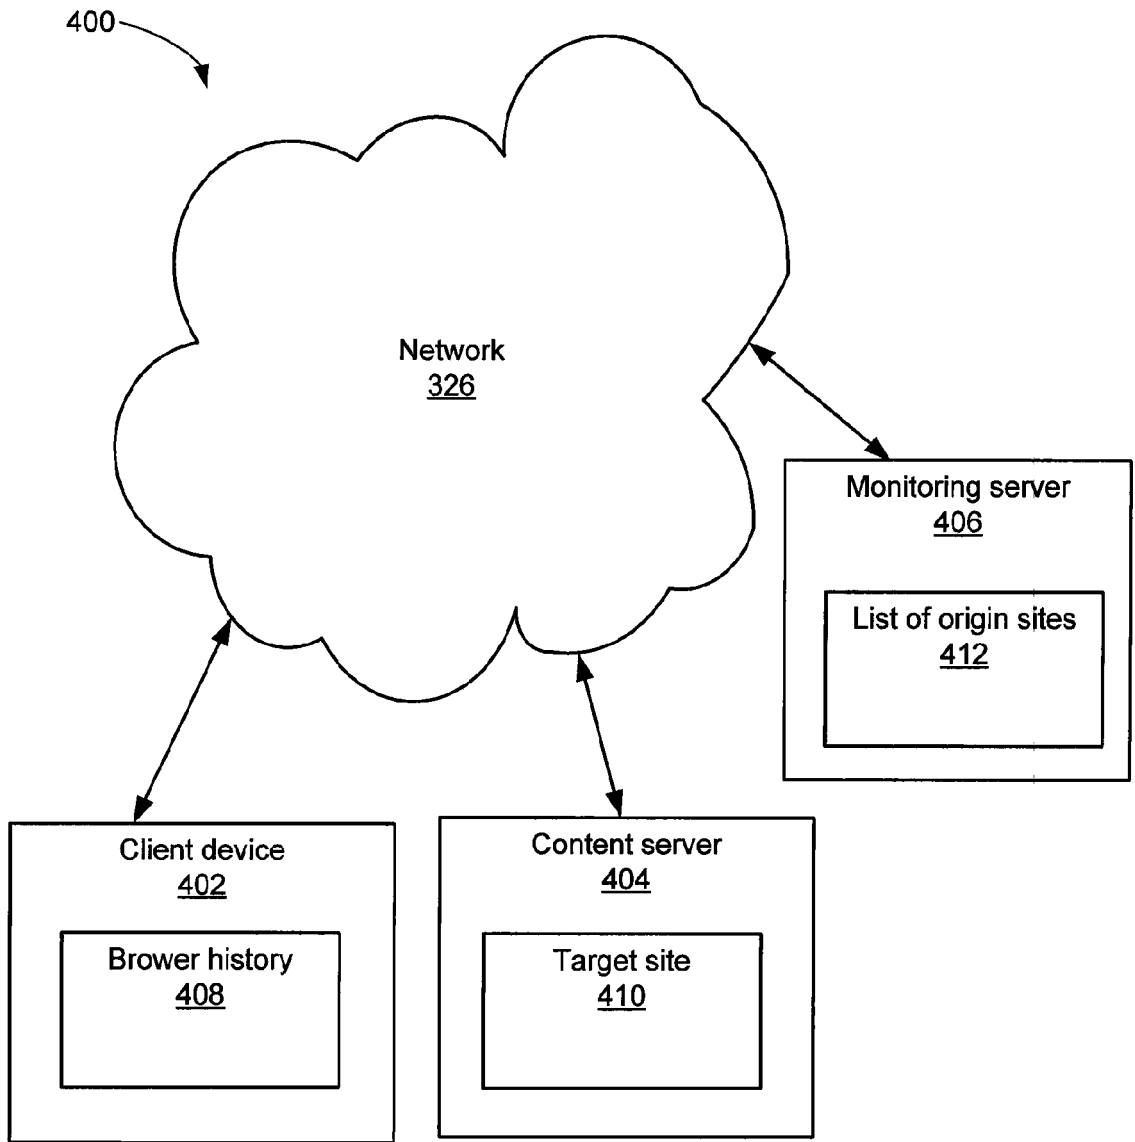 400
Network
326
Monitoring server
406
List of origin sites
412
Client device
402
Brower history
408
Content server
404
Target site
410